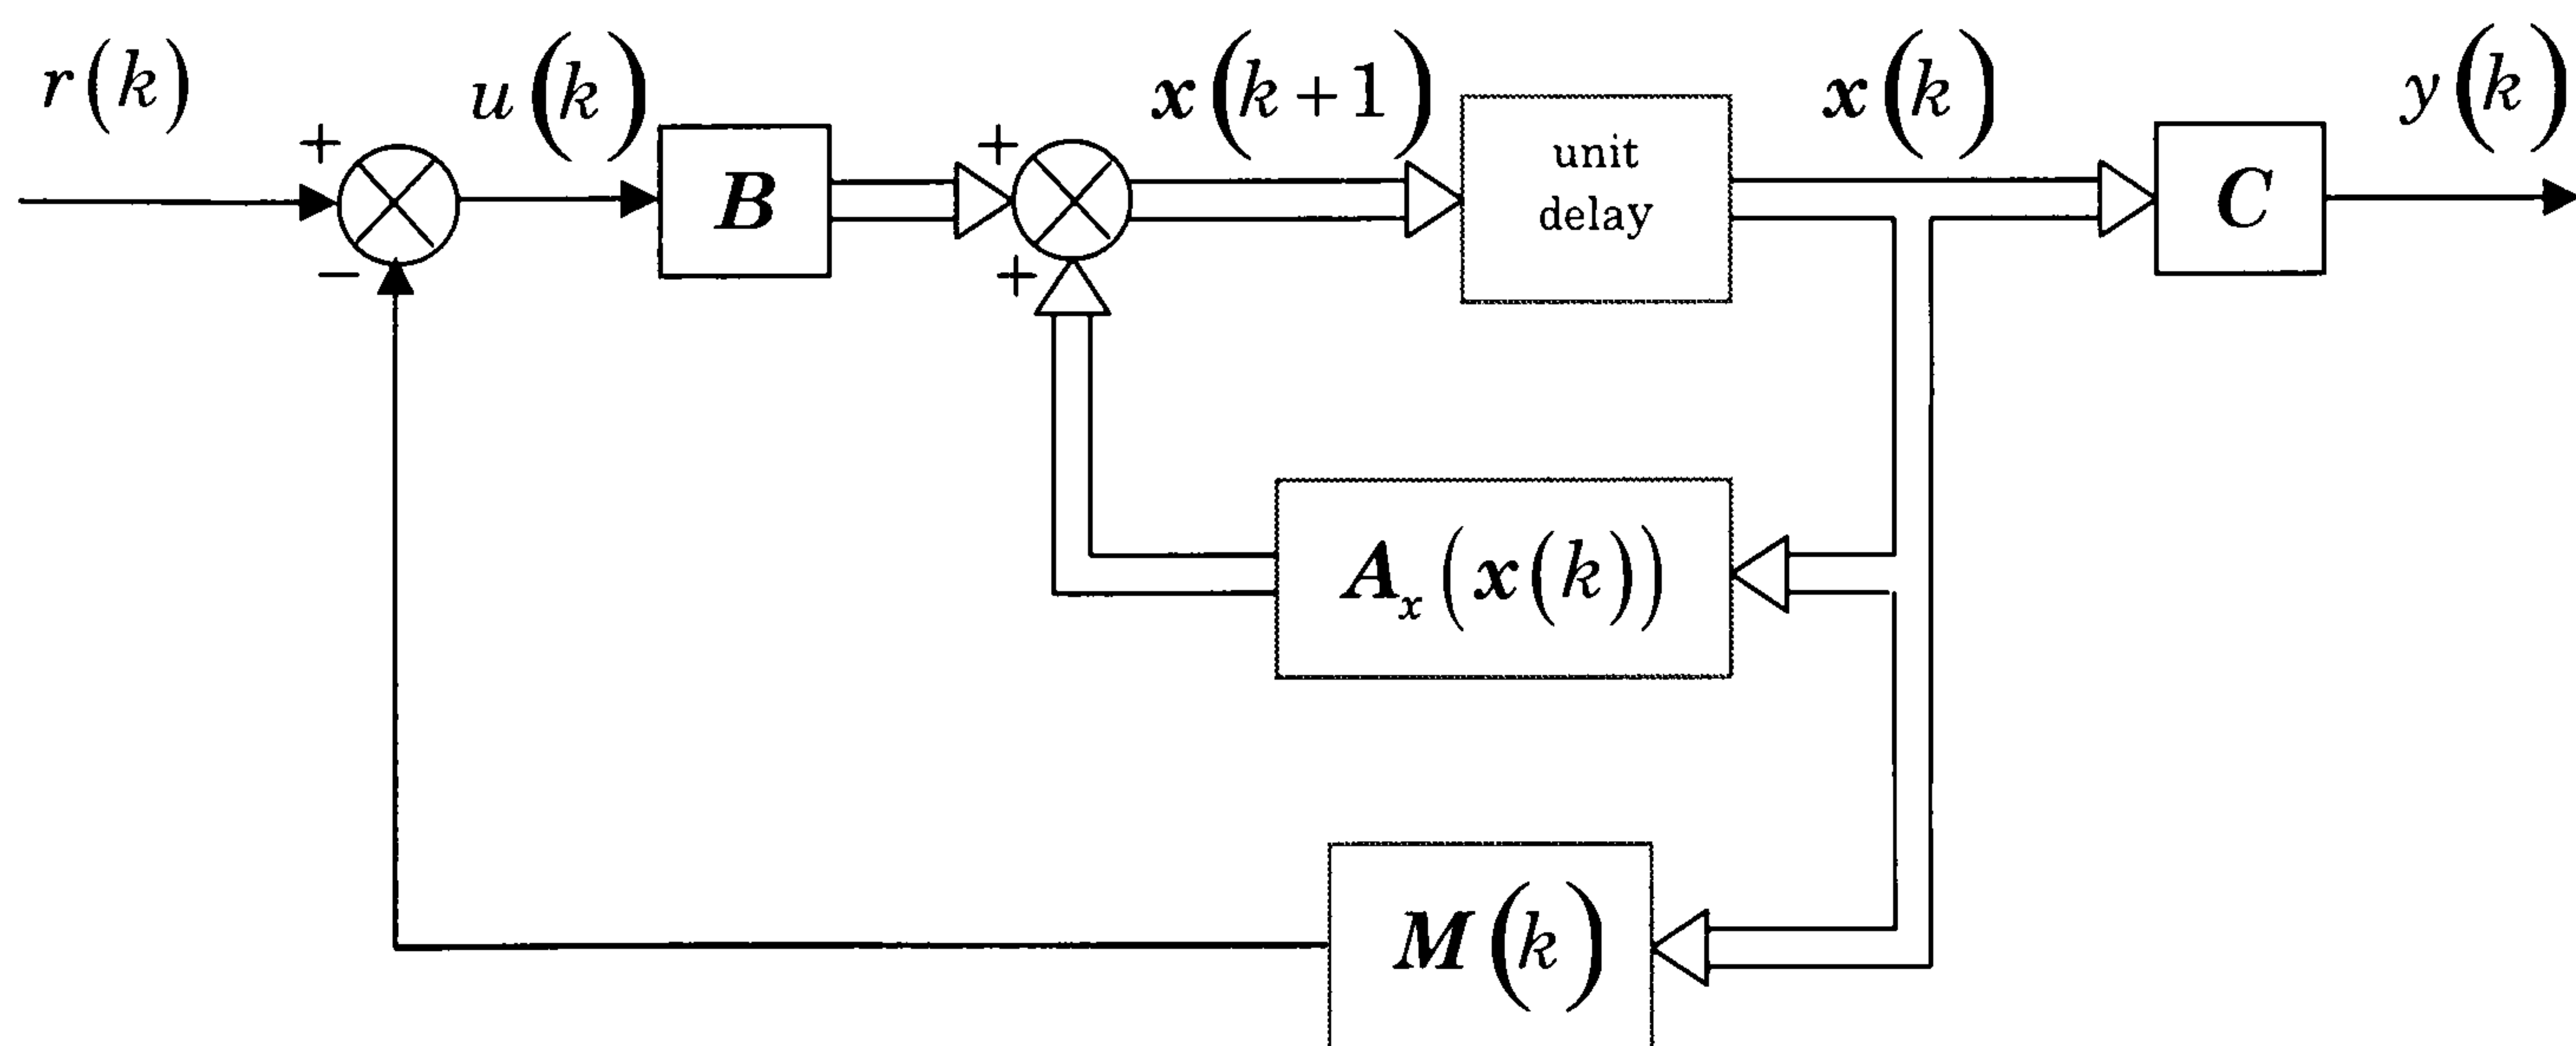 r(k)
u(k)
x(k+1)
x(k)
y(k)
+
−
B
+
+
unit
delay
C
A_x(x(k))
M(k)